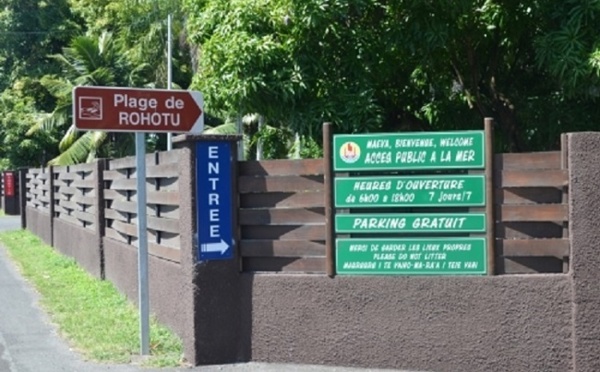 Plage de
ROHOTU
ENTREE
MAEVA, BIENVENUE, WELCOME
ACCÈS PUBLIC A LA MER
HEURES D'OUVERTURE
de 6H00 à 18H00 7 jours/7
PARKING GRATUIT
MERCI DE GARDER LES LIEUX PROPRES
PLEASE DO NOT LITTER